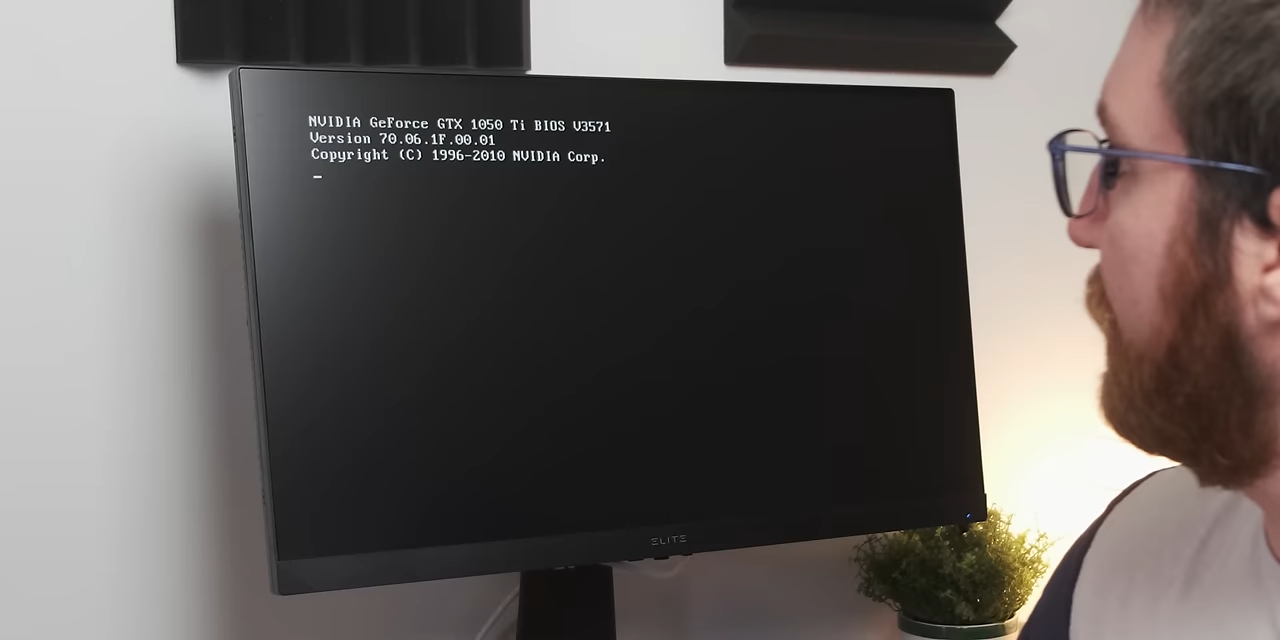 NVIDIA GeForce GTX 1050 Ti BIOS V3571
Version 70.06.1F.00.01
Copyright (C) 1996-2010 NVIDIA Corp.
ELITE